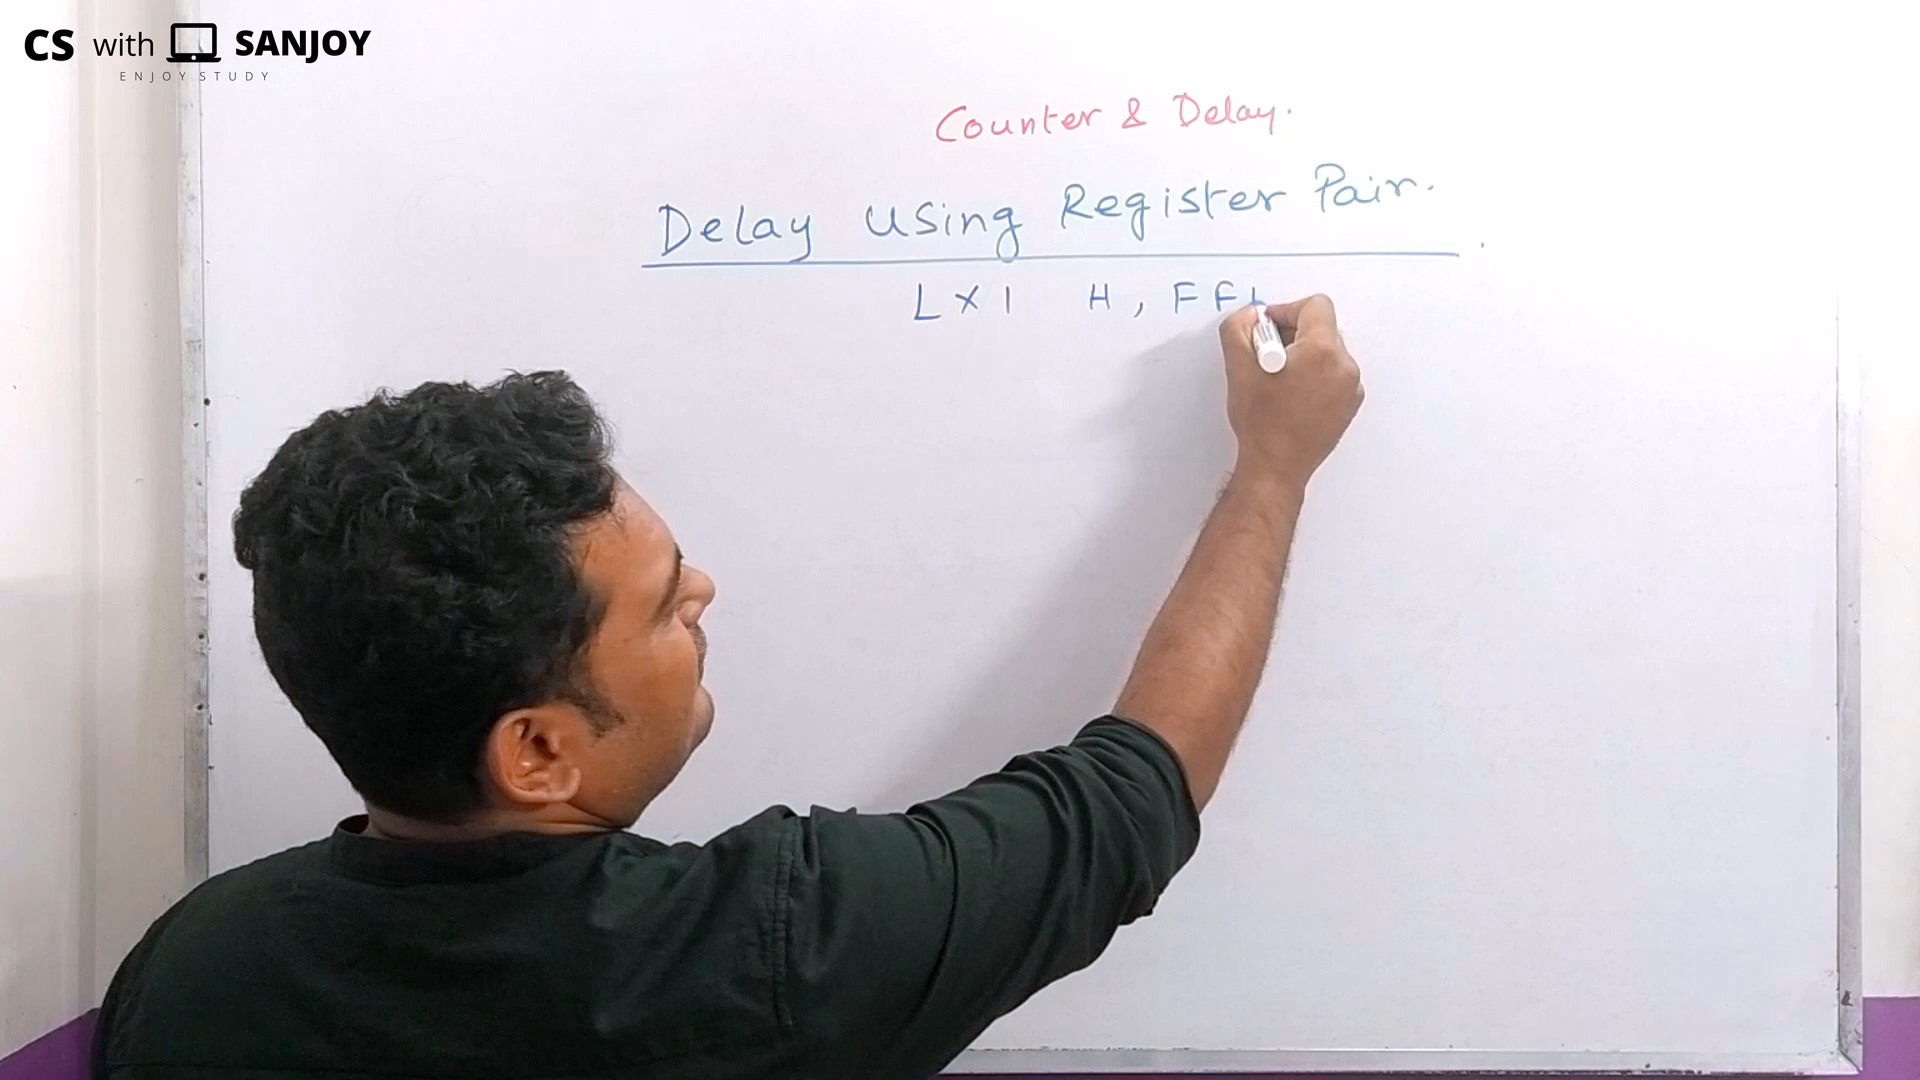 CS with SANJOY
ENJOY STUDY
Counter & Delay.
Delay Using Register Pair.
LXI H, FF